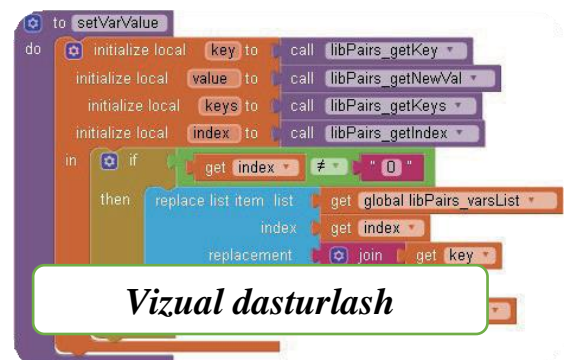 to setVarValue
do initialize local key to call libPairs_getKey
initialize local value to call libPairs_getNewVal
initialize local keys to call libPairs_getKeys
initialize local index to call libPairs_getIndex
in if get index ≠ " 0 "
then replace list item list get global libPairs_varsList
index get index
replacement join get key
Vizual dasturlash